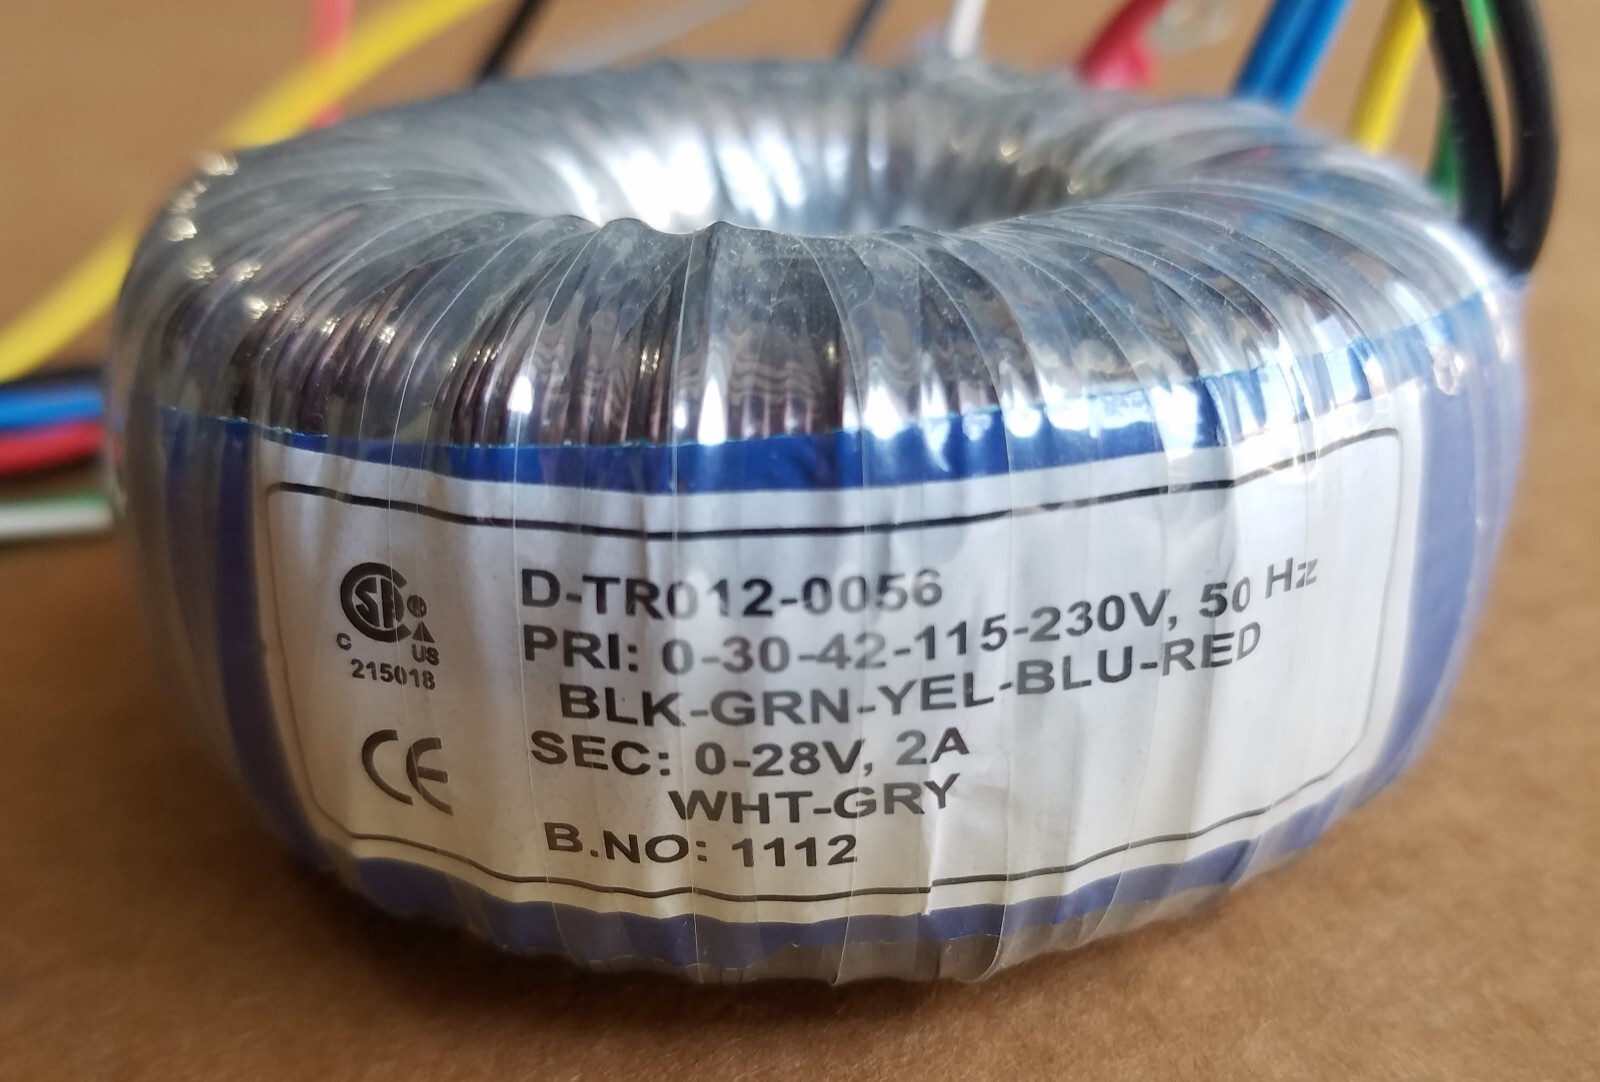 D-TR012-0056
PRI: 0-30-42-115-230V, 50 Hz
BLK-GRN-YEL-BLU-RED
SEC: 0-28V, 2A
WHT-GRY
B.NO: 1112
CSA ®
C US
215018
CE